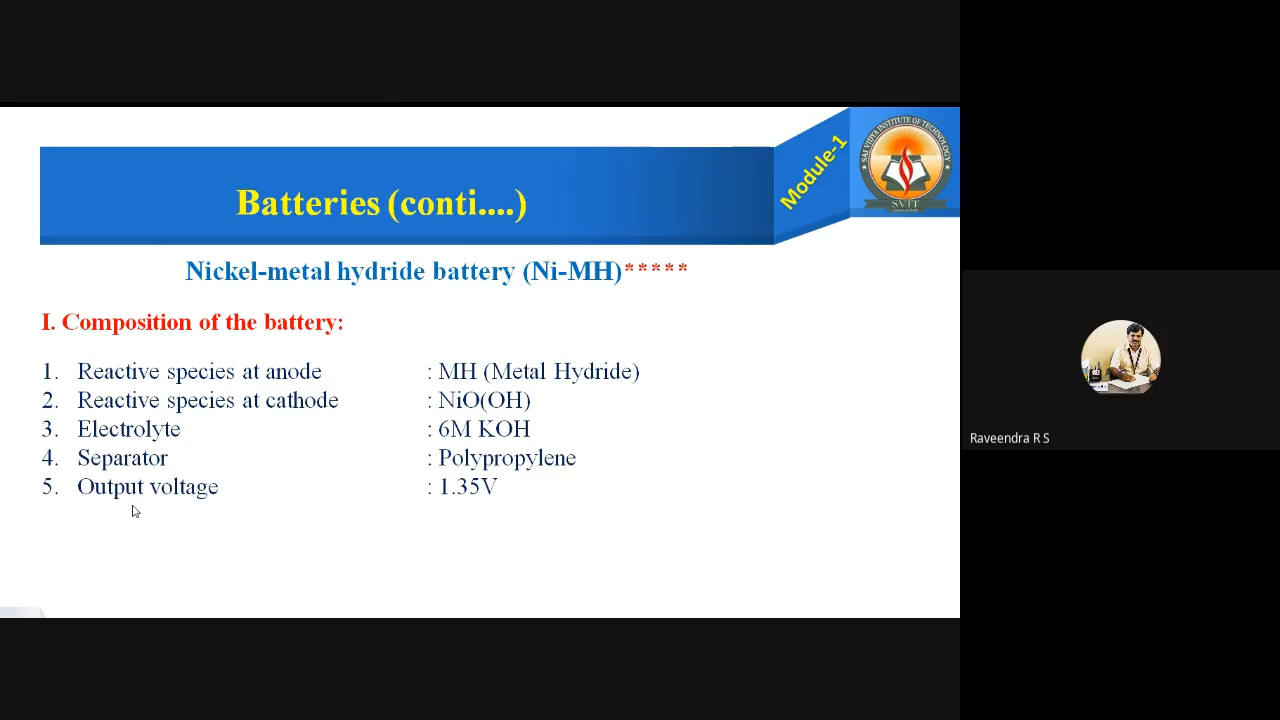 Module-1
SAI VIDYA INSTITUTE OF TECHNOLOGY
SVIT
Batteries (conti....)
Nickel-metal hydride battery (Ni-MH)*****
I. Composition of the battery:
1. Reactive species at anode : MH (Metal Hydride)
2. Reactive species at cathode : NiO(OH)
3. Electrolyte : 6M KOH
4. Separator : Polypropylene
5. Output voltage : 1.35V
Raveendra R S